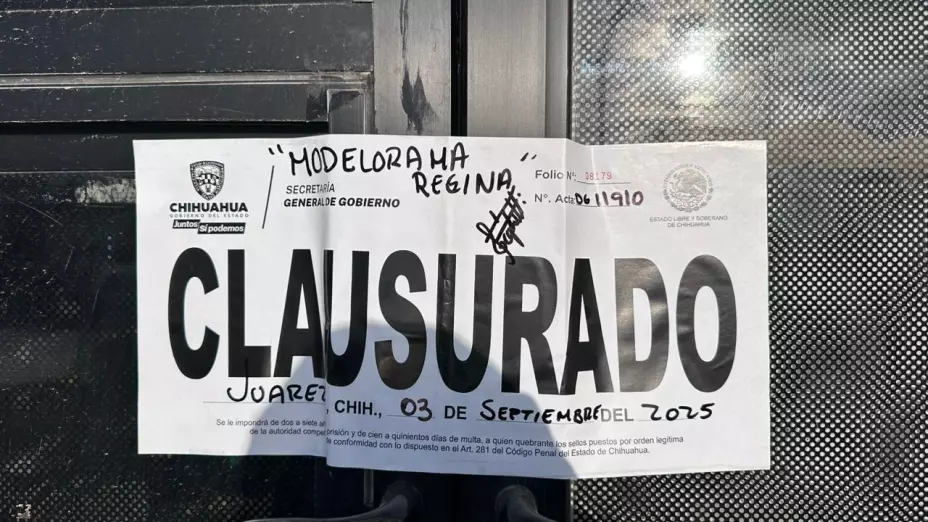 "MODELORAMA
REGINA"
CHIHUAHUA
GOBIERNO DEL ESTADO
Juntos Sí podemos
SECRETARÍA
GENERAL DE GOBIERNO
Folio Nº: 08179
Nº. Acta DG 11910
ESTADO LIBRE Y SOBERANO
DE CHIHUAHUA
CLAUSURADO
JUAREZ, CHIH., 03 DE SEPTIEMBRE DEL 2025
Se le impondrá de dos a siete a prisión y de cien a quinientos días de multa, a quien quebrante los sellos puestos por orden legítima
de la autoridad compe de conformidad con lo dispuesto en el Art. 281 del Código Penal del Estado de Chihuahua.